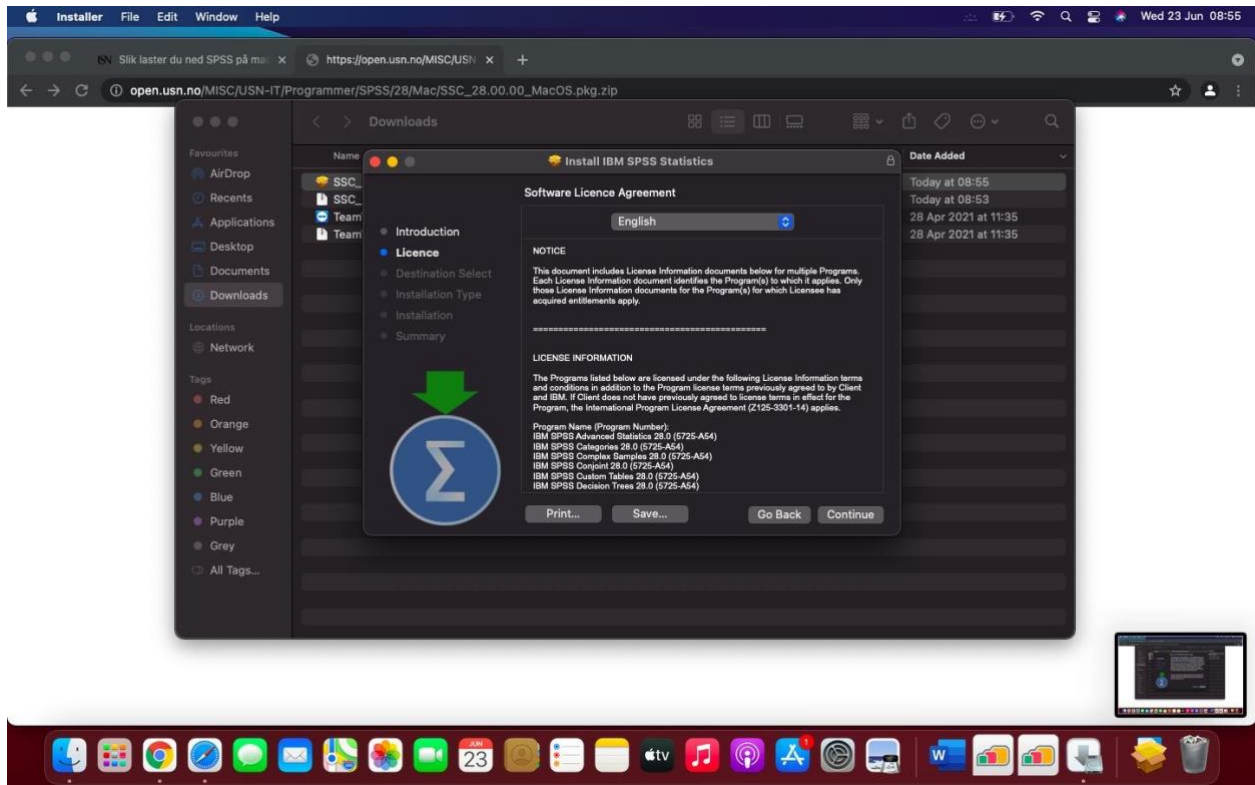 Installer File Edit Window Help
Wed 23 Jun 08:55
Slik laster du ned SPSS på mac
https://open.usn.no/MISC/USN
open.usn.no/MISC/USN-IT/Programmer/SPSS/28/Mac/SSC_28.00.00_MacOS.pkg.zip
Downloads
Favourites
AirDrop
Recents
Applications
Desktop
Documents
Downloads
Locations
Network
Tags
Red
Orange
Yellow
Green
Blue
Purple
Grey
All Tags...
Name
Date Added
SSC_
Today at 08:55
SSC_
Today at 08:53
Team
28 Apr 2021 at 11:35
Team
28 Apr 2021 at 11:35
Install IBM SPSS Statistics
Introduction
Licence
Destination Select
Installation Type
Installation
Summary
Σ
Software Licence Agreement
English
NOTICE
This document includes License Information documents below for multiple Programs.
Each License Information document identifies the Program(s) to which it applies. Only
those License Information documents for the Program(s) for which Licensee has
acquired entitlements apply.
==============================================
LICENSE INFORMATION
The Programs listed below are licensed under the following License Information terms
and conditions in addition to the Program license terms previously agreed to by Client
and IBM. If Client does not have previously agreed to license terms in effect for the
Program, the International Program License Agreement (Z125-3301-14) applies.
Program Name (Program Number):
IBM SPSS Advanced Statistics 28.0 (5725-A54)
IBM SPSS Categories 28.0 (5725-A54)
IBM SPSS Complex Samples 28.0 (5725-A54)
IBM SPSS Conjoint 28.0 (5725-A54)
IBM SPSS Custom Tables 28.0 (5725-A54)
IBM SPSS Decision Trees 28.0 (5725-A54)
Print... Save... Go Back Continue
JUN
23
tv
1
W